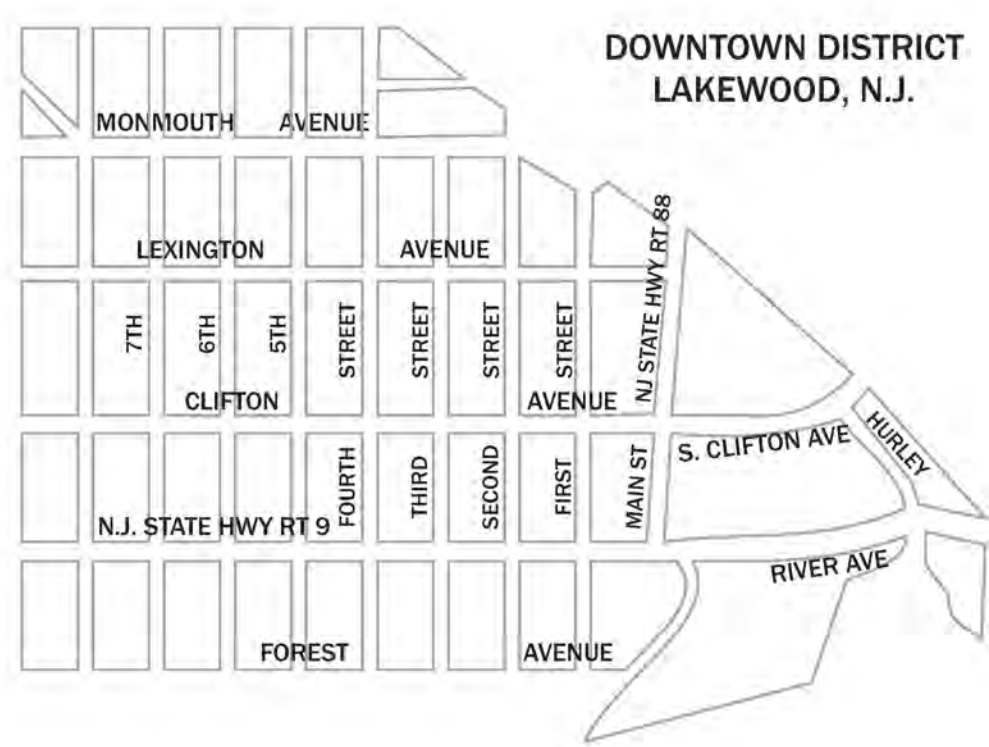 DOWNTOWN DISTRICT
LAKEWOOD, N.J.
MONMOUTH AVENUE
LEXINGTON AVENUE
NJ STATE HWY RT 88
7TH
6TH
5TH
STREET
STREET
STREET
STREET
CLIFTON AVENUE
S. CLIFTON AVE
HURLEY
FOURTH
THIRD
SECOND
FIRST
MAIN ST
N.J. STATE HWY RT 9
RIVER AVE
FOREST AVENUE